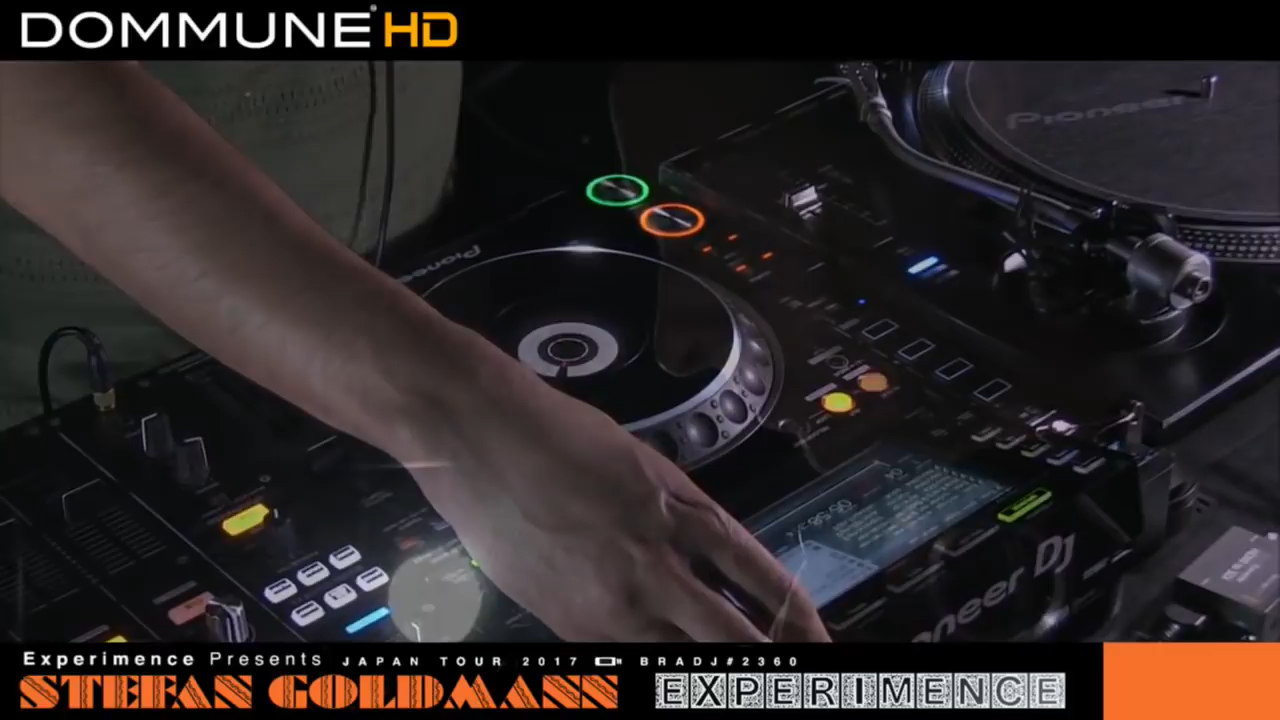 DOMMUNE HD
Pioneer
Pioneer
Pioneer DJ
Experimence Presents JAPAN TOUR 2017 BRADJ#2360
STEFAN GOLDMANN EXPERIMENCE